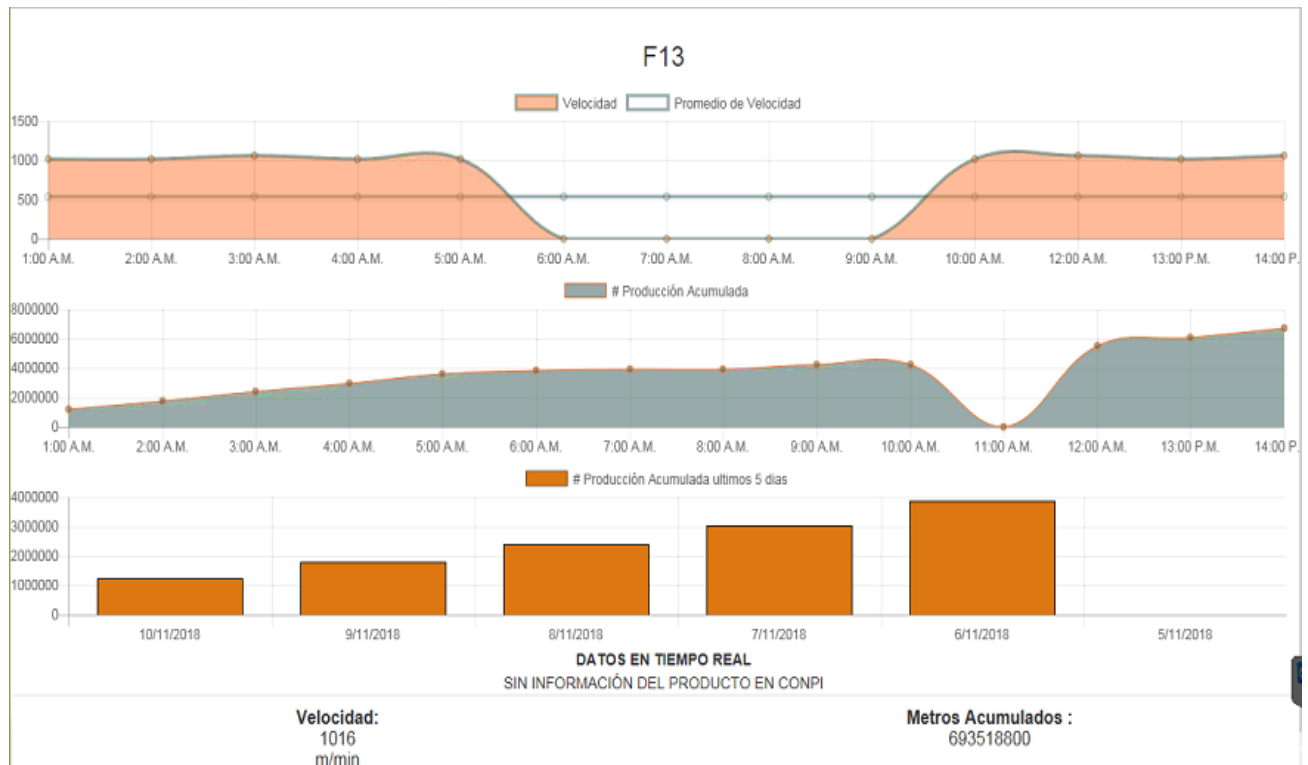 F13
Velocidad Promedio de Velocidad
1500
1000
500
0
1:00 A.M. 2:00 A.M. 3:00 A.M. 4:00 A.M. 5:00 A.M. 6:00 A.M. 7:00 A.M. 8:00 A.M. 9:00 A.M. 10:00 A.M. 12:00 A.M. 13:00 P.M. 14:00 P.
# Producción Acumulada
8000000
6000000
4000000
2000000
0
1:00 A.M. 2:00 A.M. 3:00 A.M. 4:00 A.M. 5:00 A.M. 6:00 A.M. 7:00 A.M. 8:00 A.M. 9:00 A.M. 10:00 A.M. 11:00 A.M. 12:00 A.M. 13:00 P.M. 14:00 P.
# Producción Acumulada ultimos 5 dias
4000000
3000000
2000000
1000000
0
10/11/2018 9/11/2018 8/11/2018 7/11/2018 6/11/2018 5/11/2018
DATOS EN TIEMPO REAL
SIN INFORMACIÓN DEL PRODUCTO EN CONPI
Velocidad: Metros Acumulados :
1016 693518800
m/min